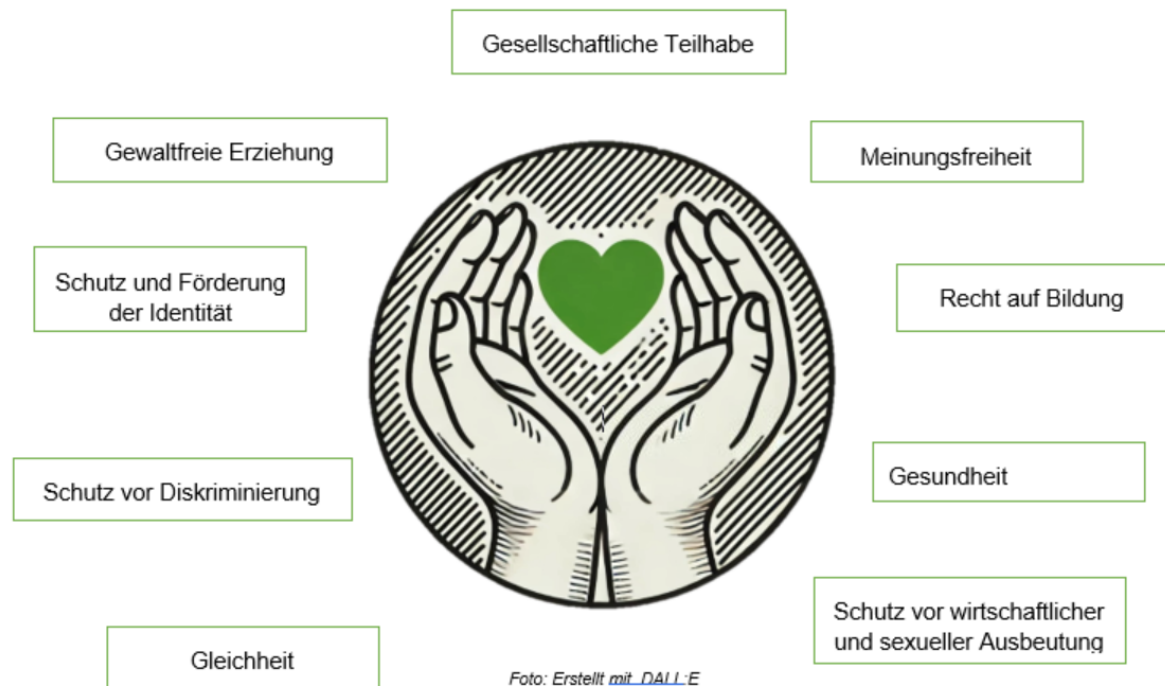 Gesellschaftliche Teilhabe
Gewaltfreie Erziehung
Meinungsfreiheit
Schutz und Förderung
der Identität
Recht auf Bildung
Schutz vor Diskriminierung
Gesundheit
Schutz vor wirtschaftlicher
und sexueller Ausbeutung
Gleichheit
Foto: Erstellt mit DALL:E